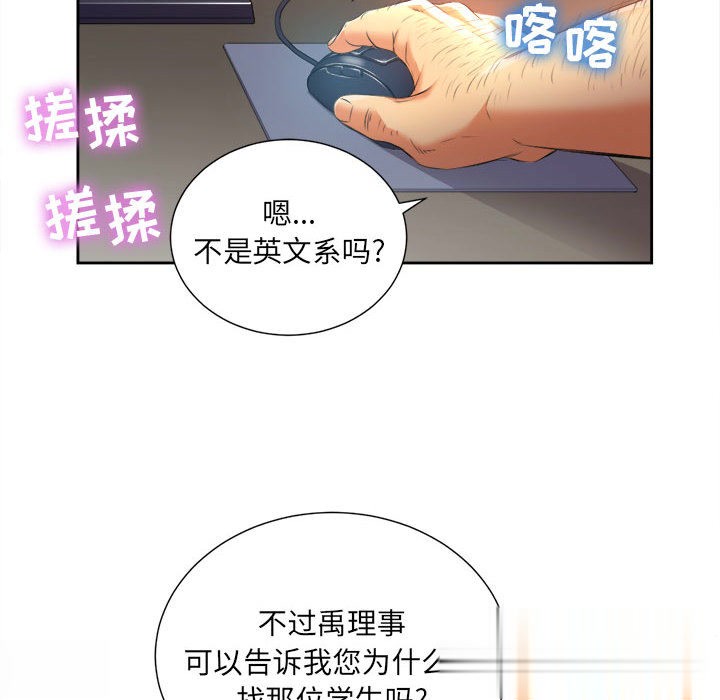 喀喀
搓揉
搓揉
嗯...
不是英文系吗?
不过禹理事
可以告诉我您为什么
找那位学生吗?